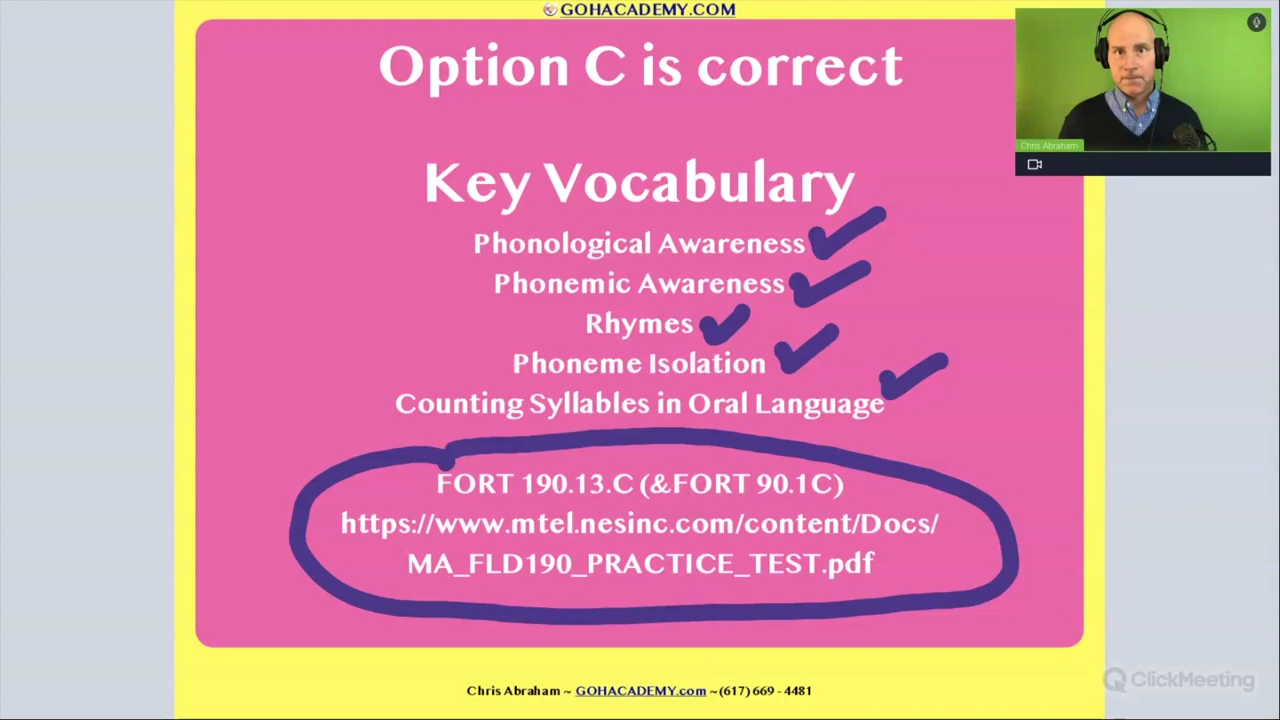 GOHACADEMY.COM
Option C is correct
Key Vocabulary
Phonological Awareness
Phonemic Awareness
Rhymes
Phoneme Isolation
Counting Syllables in Oral Language
FORT 190.13.C (&FORT 90.1C)
https://www.mtel.nesinc.com/content/Docs/
MA_FLD190_PRACTICE_TEST.pdf
Chris Abraham ~ GOHACADEMY.com ~(617) 669 - 4481
Chris Abraham
ClickMeeting